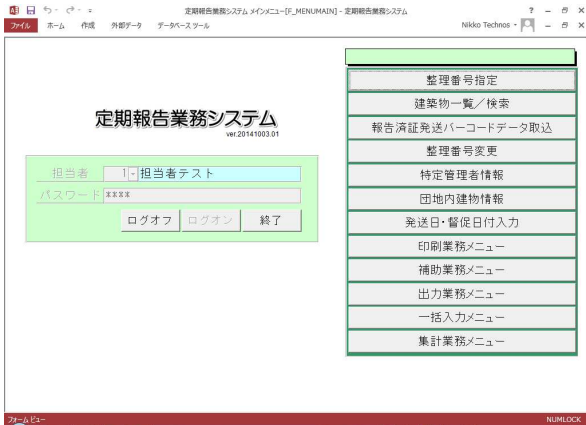 定期報告業務システム メインメニュー[F_MENUMAIN] - 定期報告業務システム
ファイル ホーム 作成 外部データ データベース ツール Nikko Technos
定期報告業務システム
ver.20141003.01
担当者 1 担当者テスト
パスワード ****
ログオフ ログオン 終了
整理番号指定
建築物一覧／検索
報告済証発送バーコードデータ取込
整理番号変更
特定管理者情報
団地内建物情報
発送日・督促日付入力
印刷業務メニュー
補助業務メニュー
出力業務メニュー
一括入力メニュー
集計業務メニュー
フォーム ビュー NUMLOCK